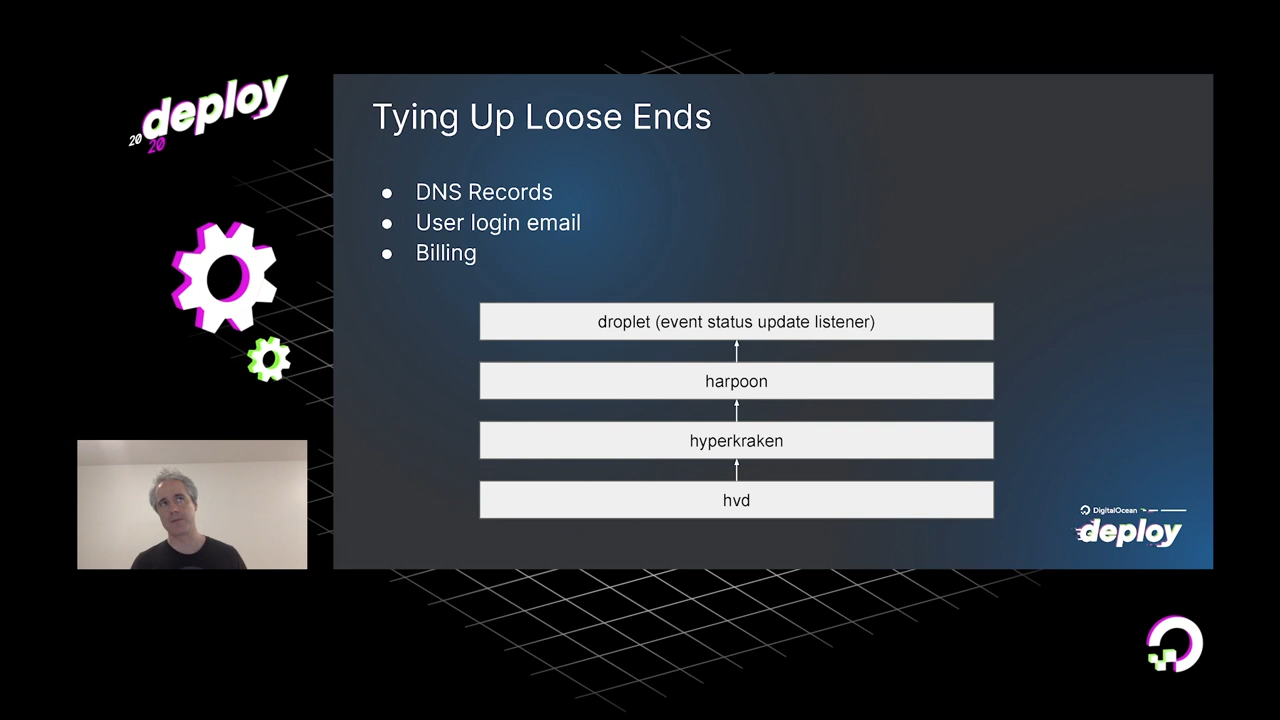 2020 deploy
Tying Up Loose Ends
DNS Records
User login email
Billing
droplet (event status update listener)
harpoon
hyperkraken
hvd
DigitalOcean
deploy